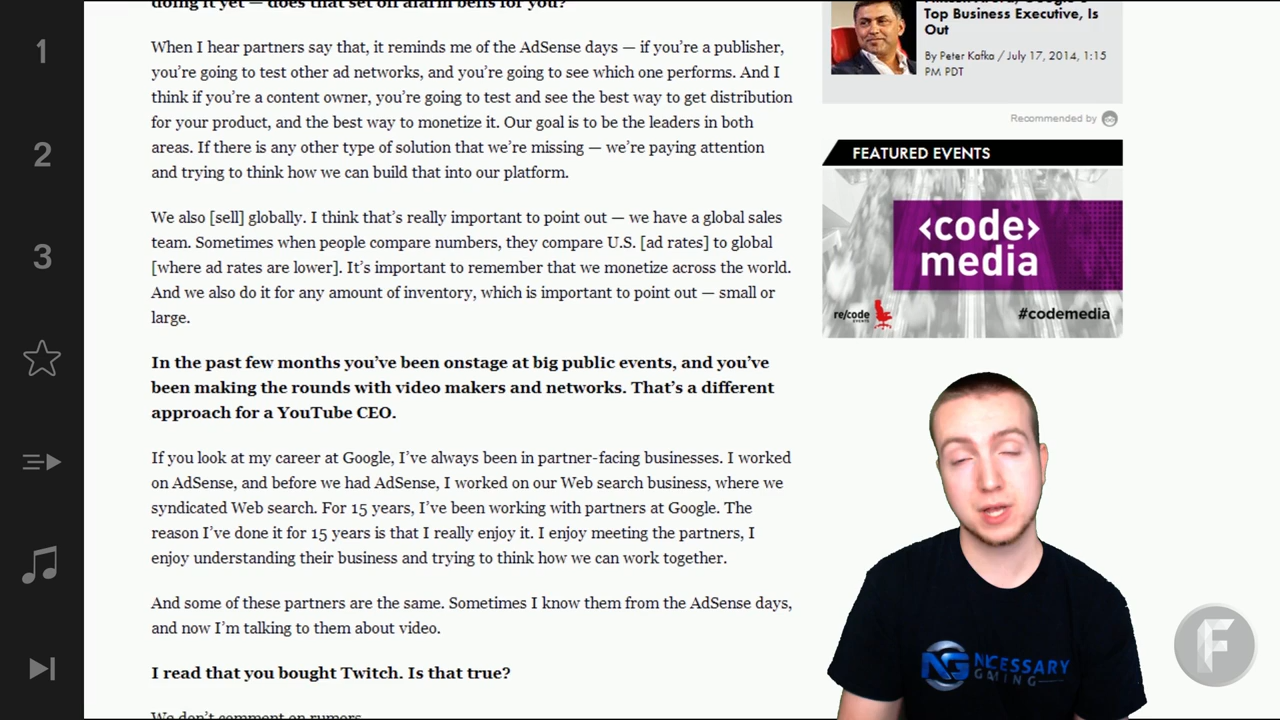 1
2
3
doing it yet — does that set off alarm bells for you?
When I hear partners say that, it reminds me of the AdSense days — if you're a publisher,
you're going to test other ad networks, and you're going to see which one performs. And I
think if you're a content owner, you're going to test and see the best way to get distribution
for your product, and the best way to monetize it. Our goal is to be the leaders in both
areas. If there is any other type of solution that we're missing — we're paying attention
and trying to think how we can build that into our platform.
We also [sell] globally. I think that's really important to point out — we have a global sales
team. Sometimes when people compare numbers, they compare U.S. [ad rates] to global
[where ad rates are lower]. It's important to remember that we monetize across the world.
And we also do it for any amount of inventory, which is important to point out — small or
large.
In the past few months you've been onstage at big public events, and you've
been making the rounds with video makers and networks. That's a different
approach for a YouTube CEO.
If you look at my career at Google, I've always been in partner-facing businesses. I worked
on AdSense, and before we had AdSense, I worked on our Web search business, where we
syndicated Web search. For 15 years, I've been working with partners at Google. The
reason I've done it for 15 years is that I really enjoy it. I enjoy meeting the partners, I
enjoy understanding their business and trying to think how we can work together.
And some of these partners are the same. Sometimes I know them from the AdSense days,
and now I'm talking to them about video.
I read that you bought Twitch. Is that true?
We don't comment on rumors.
Top Business Executive, Is
Out
By Peter Kafka / July 17, 2014, 1:15
PM PDT
Recommended by
FEATURED EVENTS
<code>
media
re/code
EVENTS
#codemedia
NG NECESSARY
GAMING
F